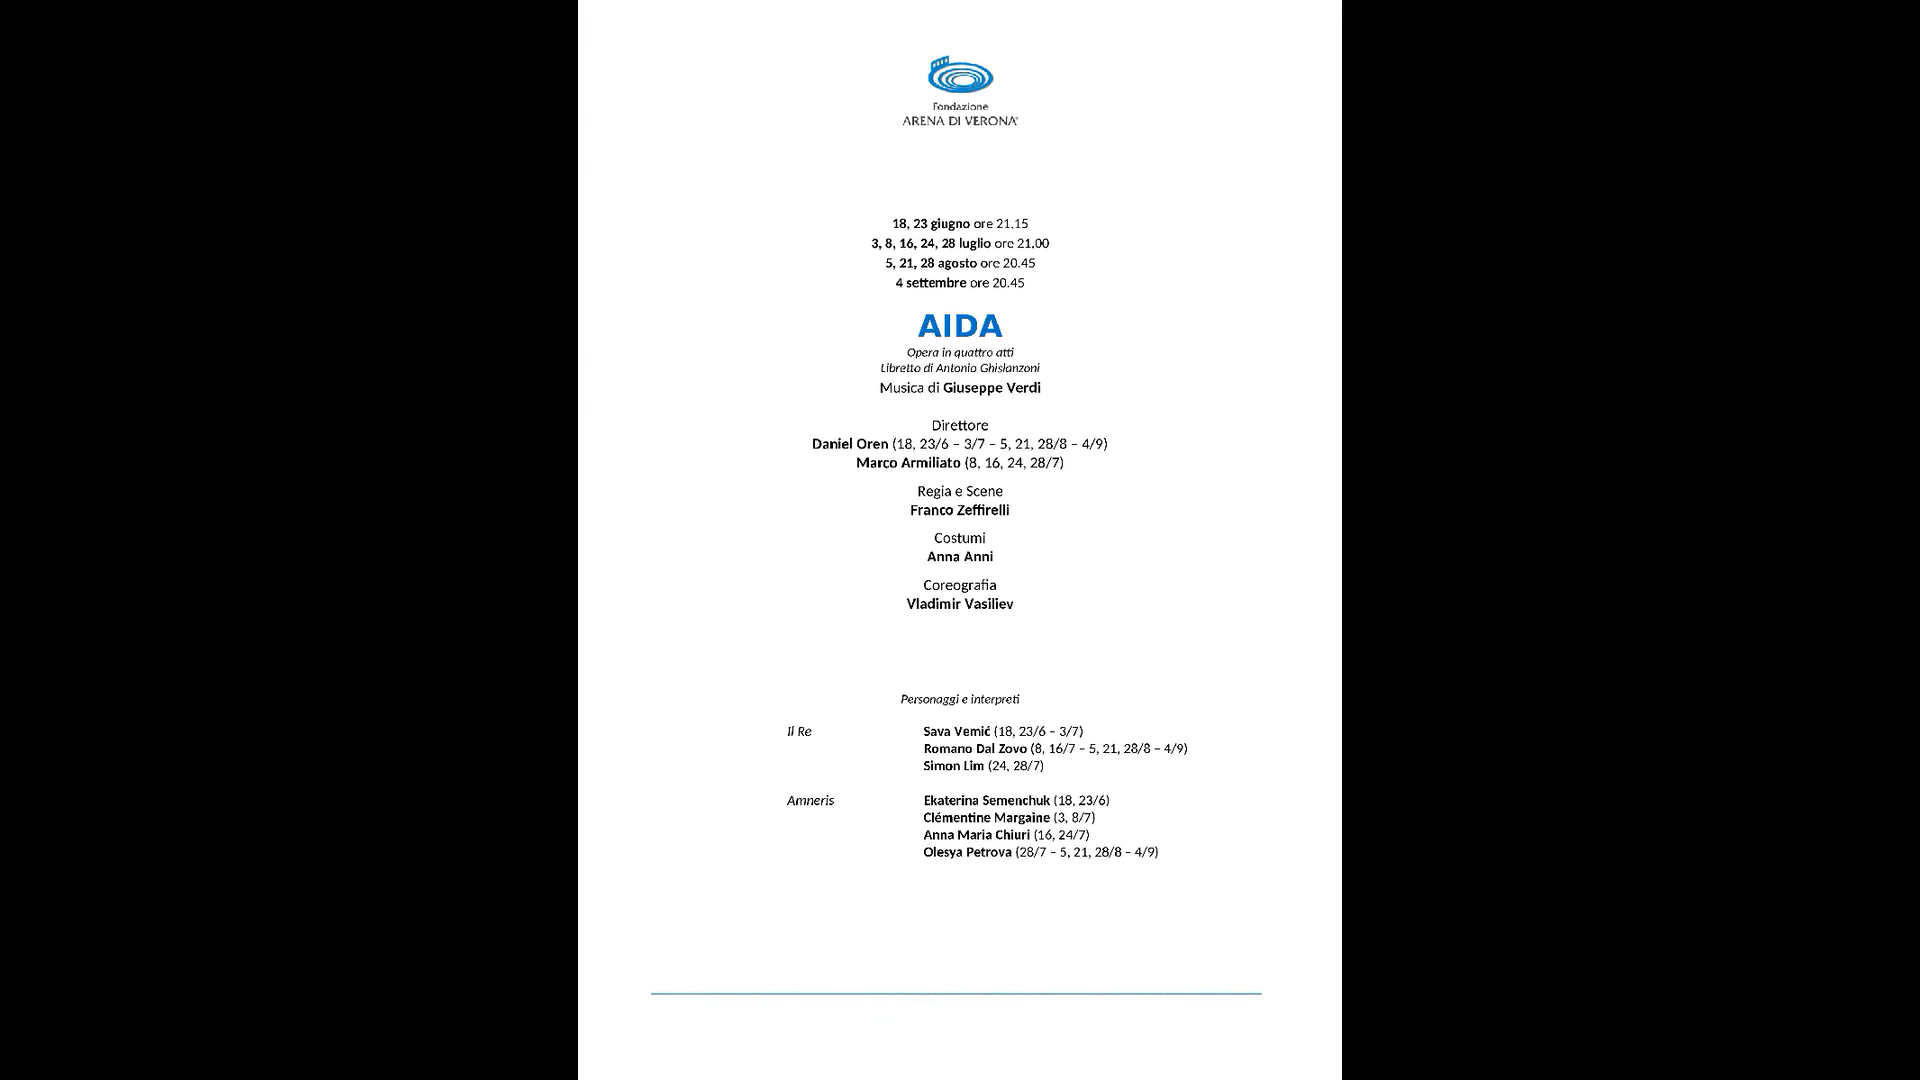 Fondazione
ARENA DI VERONA®
18, 23 giugno ore 21.15
3, 8, 16, 24, 28 luglio ore 21.00
5, 21, 28 agosto ore 20.45
4 settembre ore 20.45
AIDA
Opera in quattro atti
Libretto di Antonio Ghislanzoni
Musica di Giuseppe Verdi
Direttore
Daniel Oren (18, 23/6 – 3/7 – 5, 21, 28/8 – 4/9)
Marco Armiliato (8, 16, 24, 28/7)
Regia e Scene
Franco Zeffirelli
Costumi
Anna Anni
Coreografia
Vladimir Vasiliev
Personaggi e interpreti
Il Re Sava Vemić (18, 23/6 – 3/7)
Romano Dal Zovo (8, 16/7 – 5, 21, 28/8 – 4/9)
Simon Lim (24, 28/7)
Amneris Ekaterina Semenchuk (18, 23/6)
Clémentine Margaine (3, 8/7)
Anna Maria Chiuri (16, 24/7)
Olesya Petrova (28/7 – 5, 21, 28/8 – 4/9)